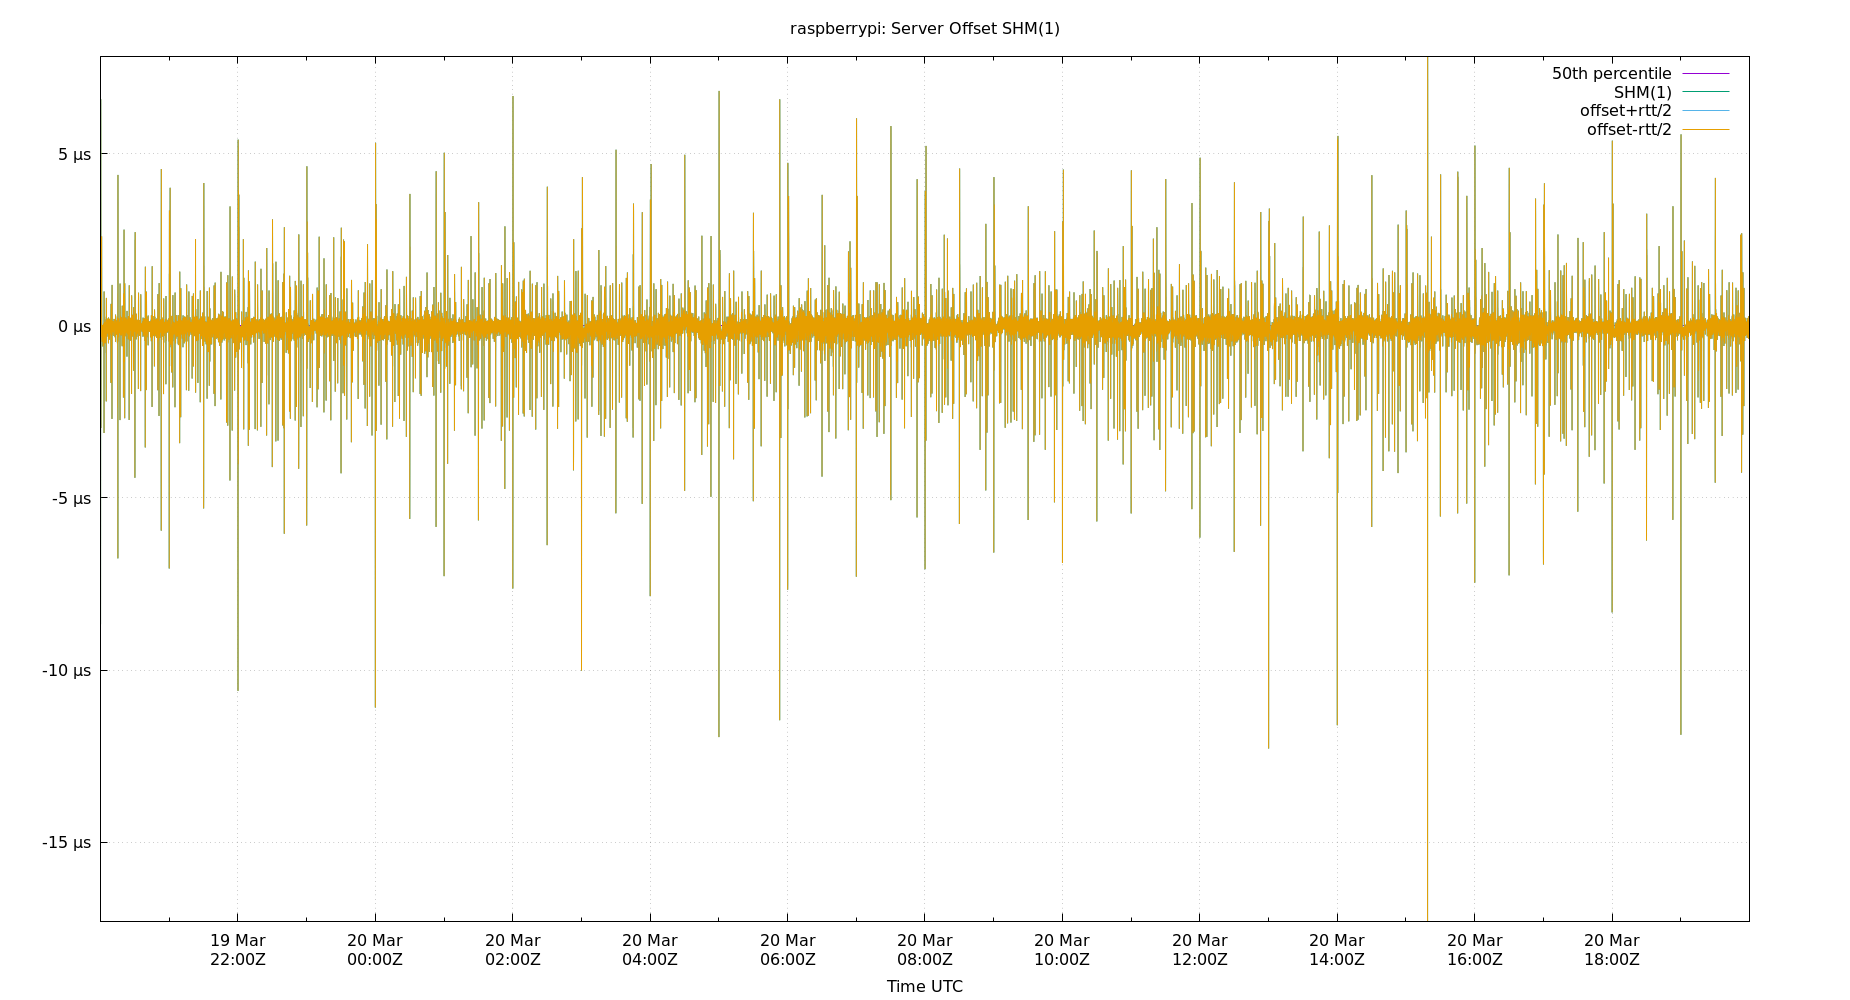 raspberrypi: Server Offset SHM(1)
50th percentile
SHM(1)
offset+rtt/2
offset-rtt/2
5 µs
0 µs
-5 µs
-10 µs
-15 µs
19 Mar 20 Mar 20 Mar 20 Mar 20 Mar 20 Mar 20 Mar 20 Mar 20 Mar 20 Mar 20 Mar
22:00Z 00:00Z 02:00Z 04:00Z 06:00Z 08:00Z 10:00Z 12:00Z 14:00Z 16:00Z 18:00Z
Time UTC